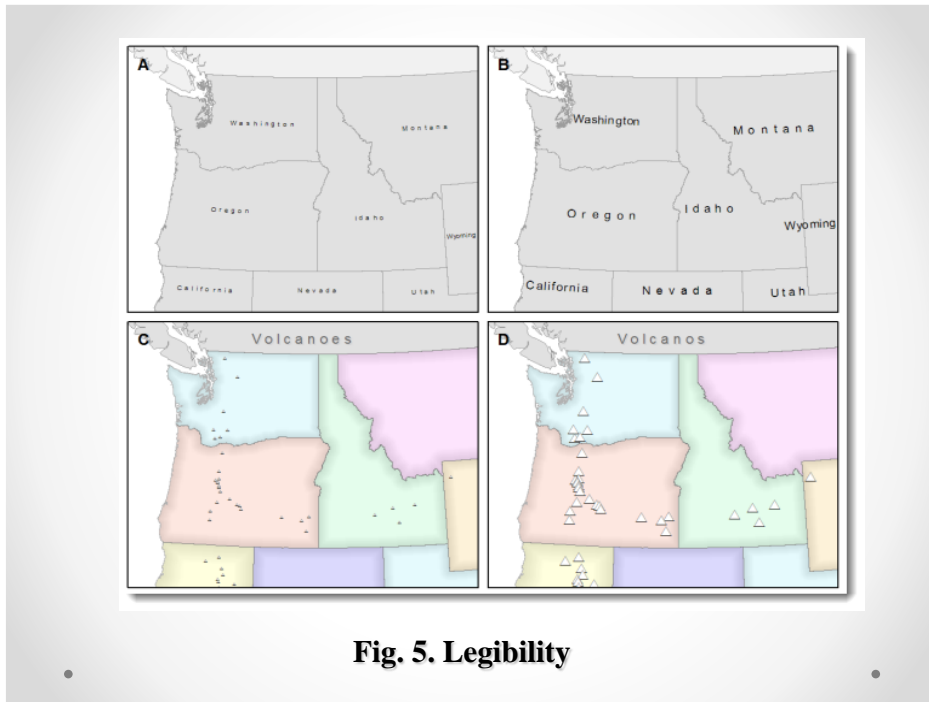 A
Washington
Montana
Oregon
Idaho
Wyoming
California
Nevada
Utah
B
Washington
Montana
Oregon
Idaho
Wyoming
California
Nevada
Utah
C
Volcanoes
D
Volcanos
Fig. 5. Legibility